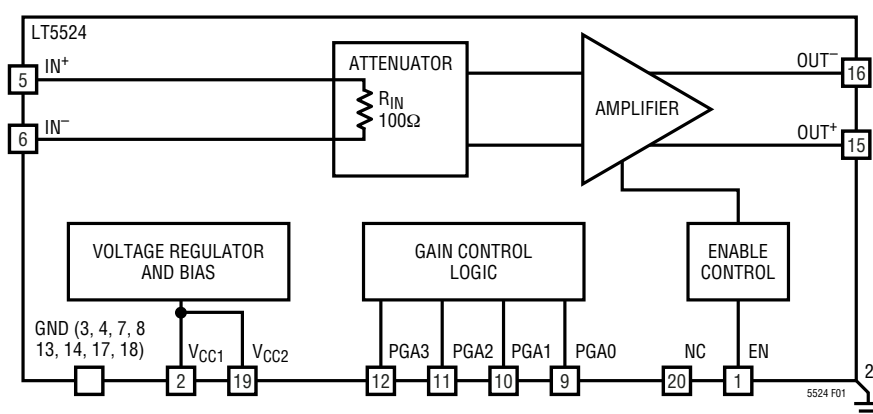 LT5524
IN+
5
IN–
6
ATTENUATOR
RIN
100Ω
AMPLIFIER
OUT–
16
OUT+
15
VOLTAGE REGULATOR
AND BIAS
GAIN CONTROL
LOGIC
ENABLE
CONTROL
GND (3, 4, 7, 8
13, 14, 17, 18)
VCC1
VCC2
PGA3
PGA2
PGA1
PGA0
NC
EN
2
19
12
11
10
9
20
1
5524 F01